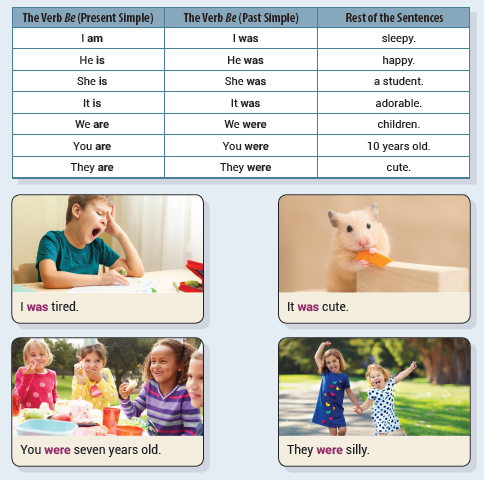 The Verb Be (Present Simple) The Verb Be (Past Simple) Rest of the Sentences
I am I was sleepy.
He is He was happy.
She is She was a student.
It is It was adorable.
We are We were children.
You are You were 10 years old.
They are They were cute.
I was tired.
It was cute.
You were seven years old.
They were silly.